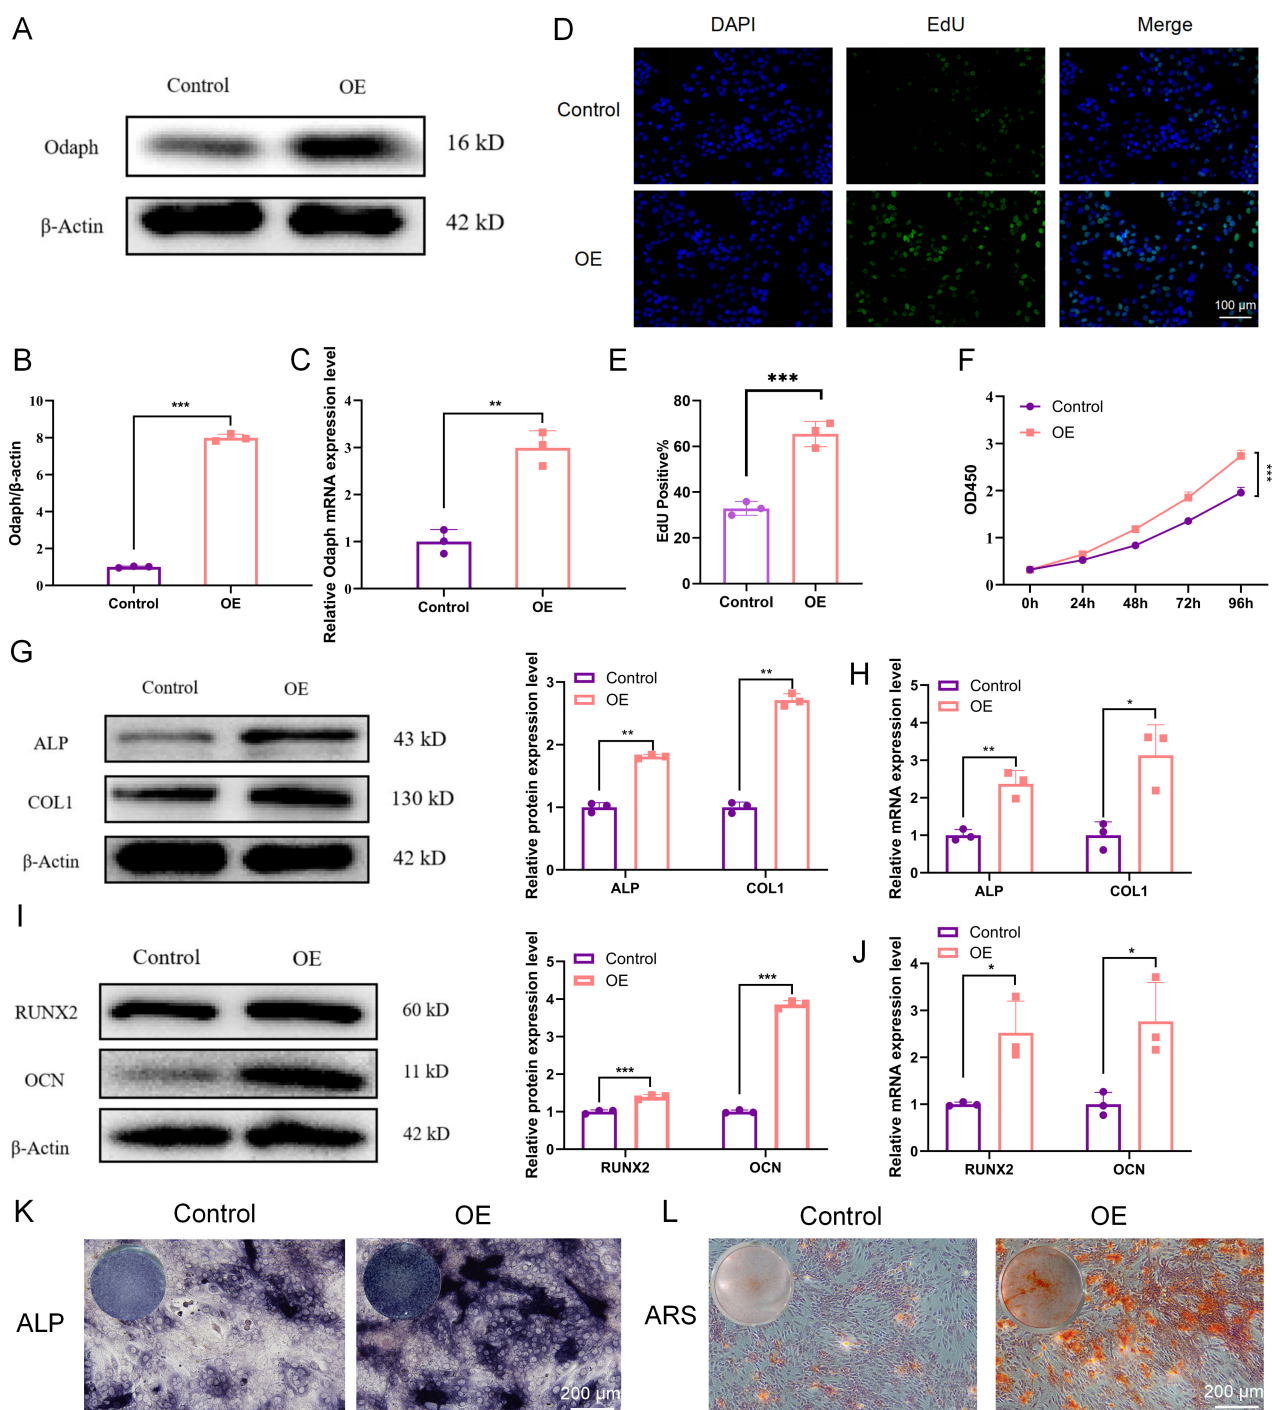 A
Control OE
Odaph 16 kD
β-Actin 42 kD
D
DAPI EdU Merge
Control
OE
100 μm
B
Odaph/β-actin
10
8
6
4
2
0
***
Control OE
C
Relative Odaph mRNA expression level
4
3
2
1
0
**
Control OE
E
EdU Positive%
80
60
40
20
0
***
Control OE
F
OD450
4
3
2
1
0
Control
OE
***
0h 24h 48h 72h 96h
G
Control OE
ALP 43 kD
COL1 130 kD
β-Actin 42 kD
Relative protein expression level
3
2
1
0
Control
OE
** **
ALP COL1
H
Relative mRNA expression level
5
4
3
2
1
0
Control
OE
** *
ALP COL1
I
Control OE
RUNX2 60 kD
OCN 11 kD
β-Actin 42 kD
Relative protein expression level
5
4
3
2
1
0
Control
OE
*** ***
RUNX2 OCN
J
Relative mRNA expression level
4
3
2
1
0
Control
OE
* *
RUNX2 OCN
K
Control OE
ALP
200 μm
L
Control OE
ARS
200 μm